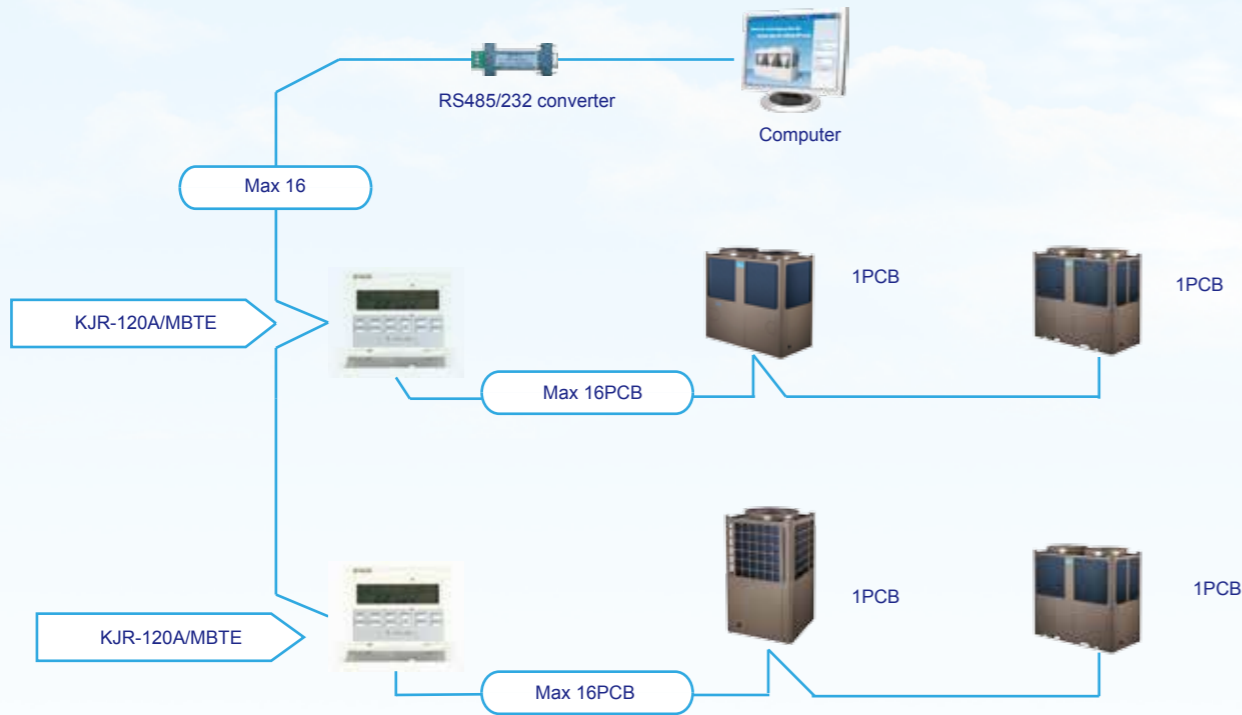 RS485/232 converter
Computer
Max 16
1PCB
1PCB
KJR-120A/MBTE
Max 16PCB
1PCB
1PCB
KJR-120A/MBTE
Max 16PCB